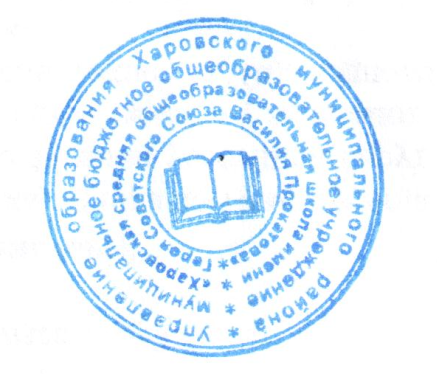 Управление образования Харовского муниципального района *
муниципальное бюджетное общеобразовательное учреждение *
«Харовская средняя общеобразовательная школа имени *
Героя Советского Союза Василия Прокатова» *